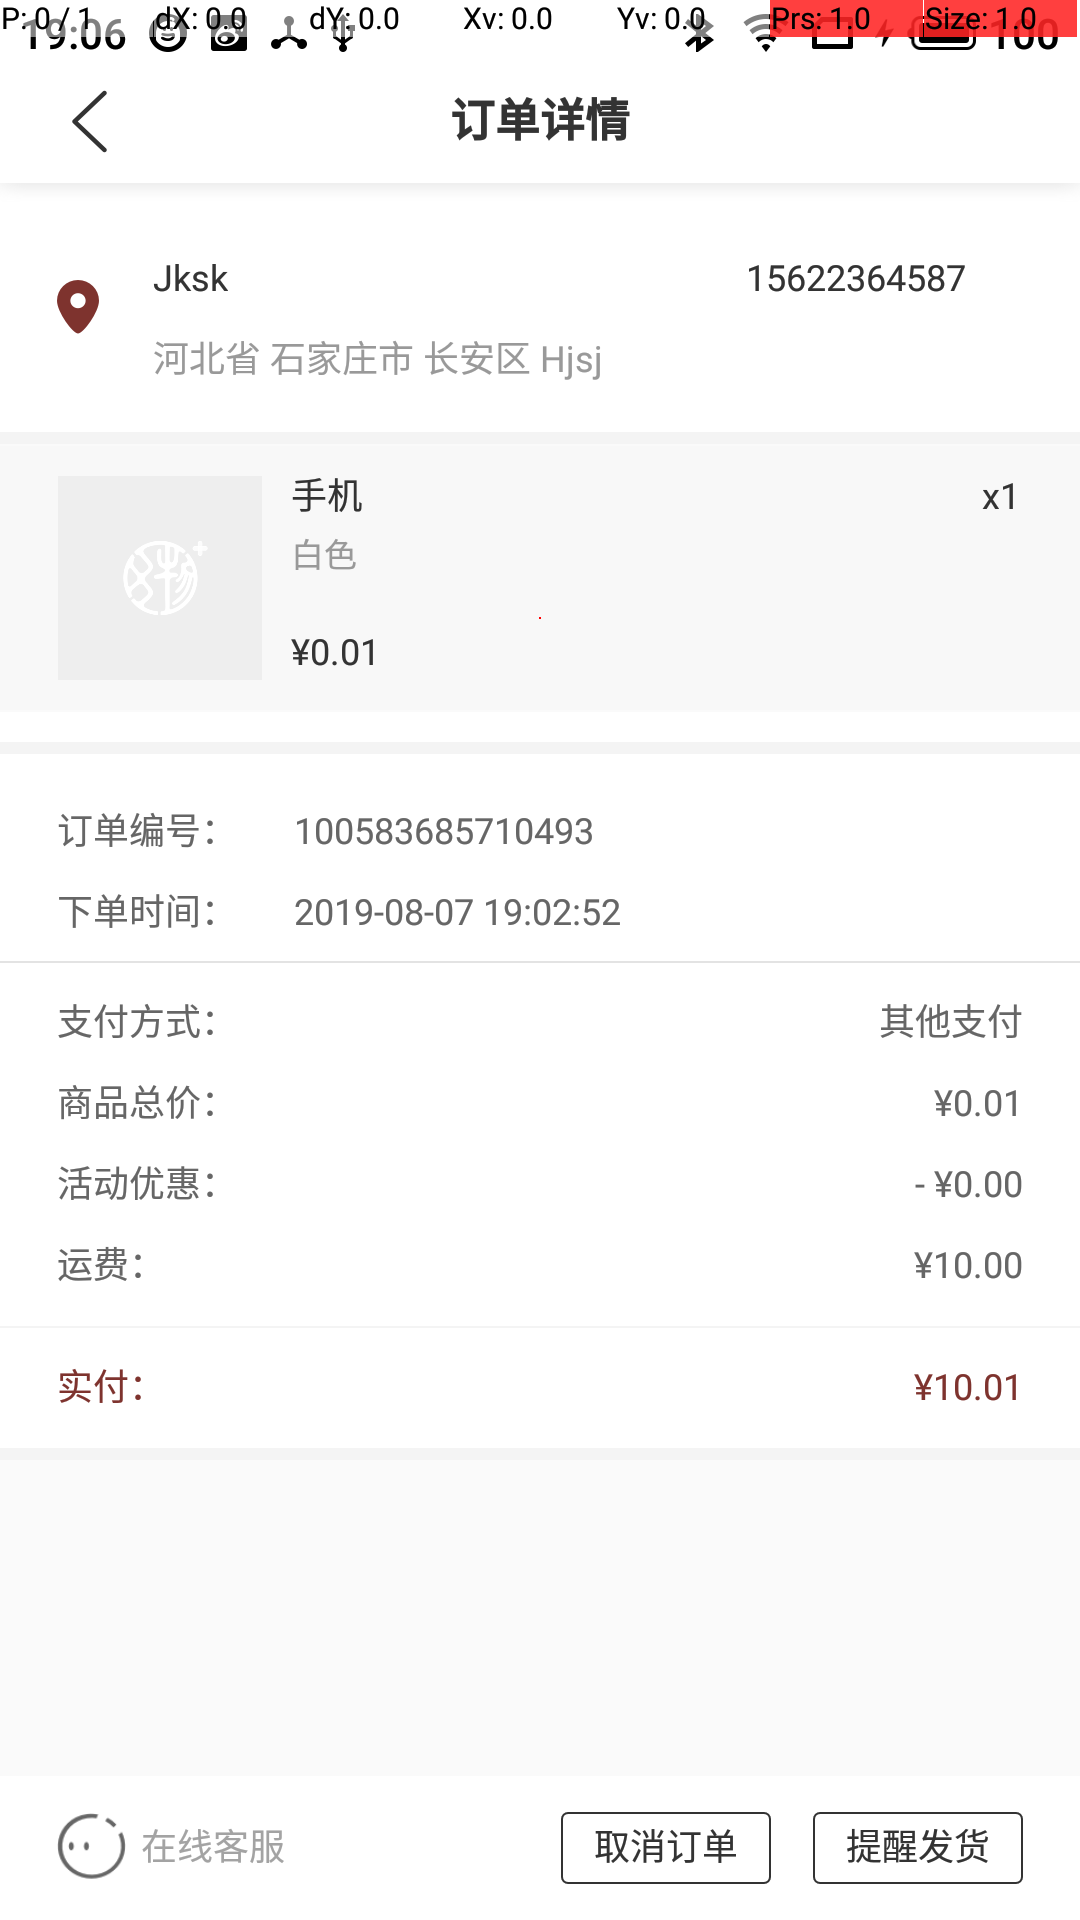 P: 0 / 1 dX: 0.0 dY: 0.0 Xv: 0.0 Yv: 0.0 Prs: 1.0 Size: 1.0
19:06 100
订单详情
Jksk 15622364587
河北省 石家庄市 长安区 Hjsj
手机 x1
白色
¥0.01
订单编号： 100583685710493
下单时间： 2019-08-07 19:02:52
支付方式： 其他支付
商品总价： ¥0.01
活动优惠： - ¥0.00
运费： ¥10.00
实付： ¥10.01
在线客服 取消订单 提醒发货